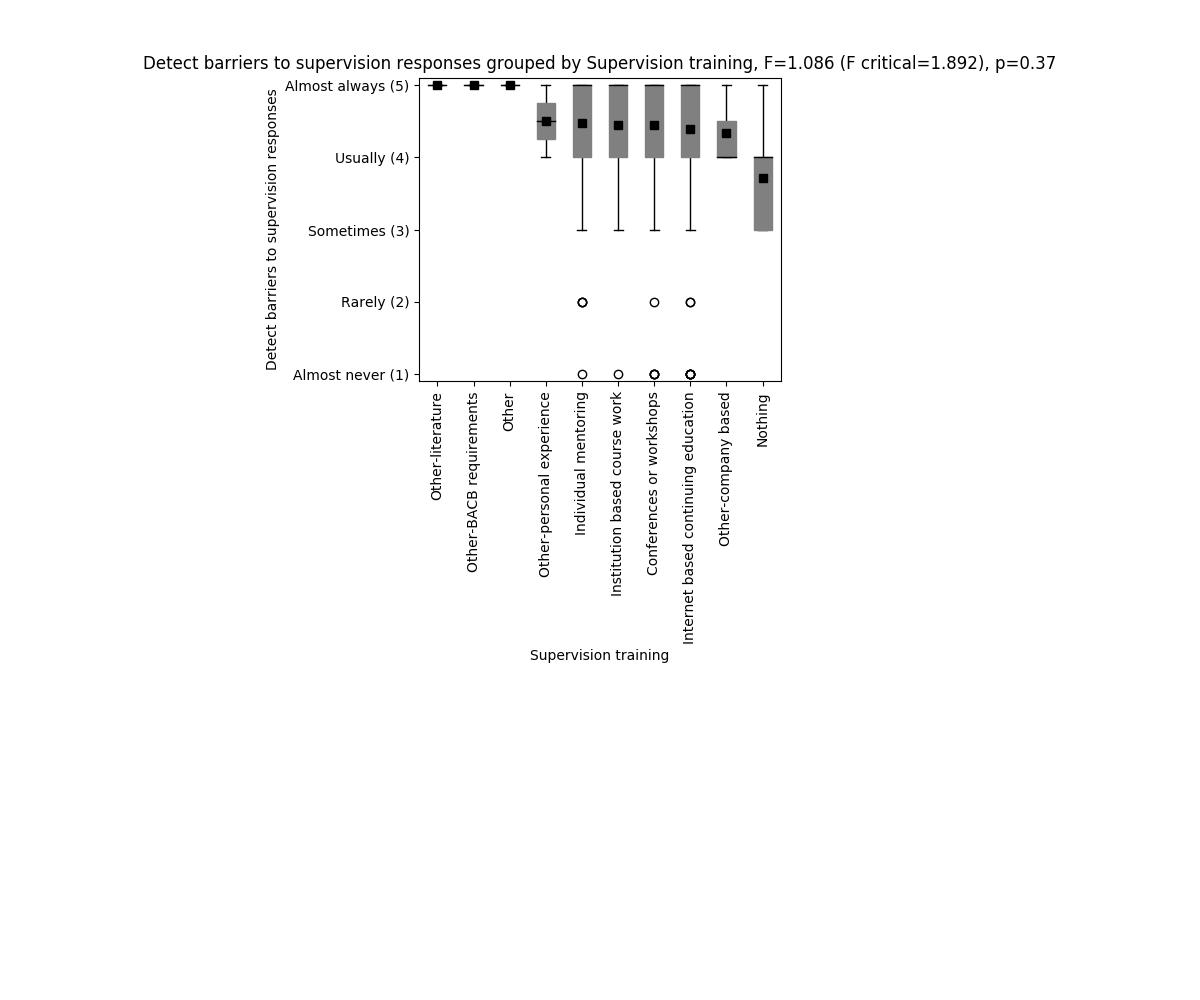 Detect barriers to supervision responses grouped by Supervision training, F=1.086 (F critical=1.892), p=0.37
Detect barriers to supervision responses
Almost always (5)
Usually (4)
Sometimes (3)
Rarely (2)
Almost never (1)
Other-literature
Other-BACB requirements
Other
Other-personal experience
Individual mentoring
Institution based course work
Conferences or workshops
Internet based continuing education
Other-company based
Nothing
Supervision training